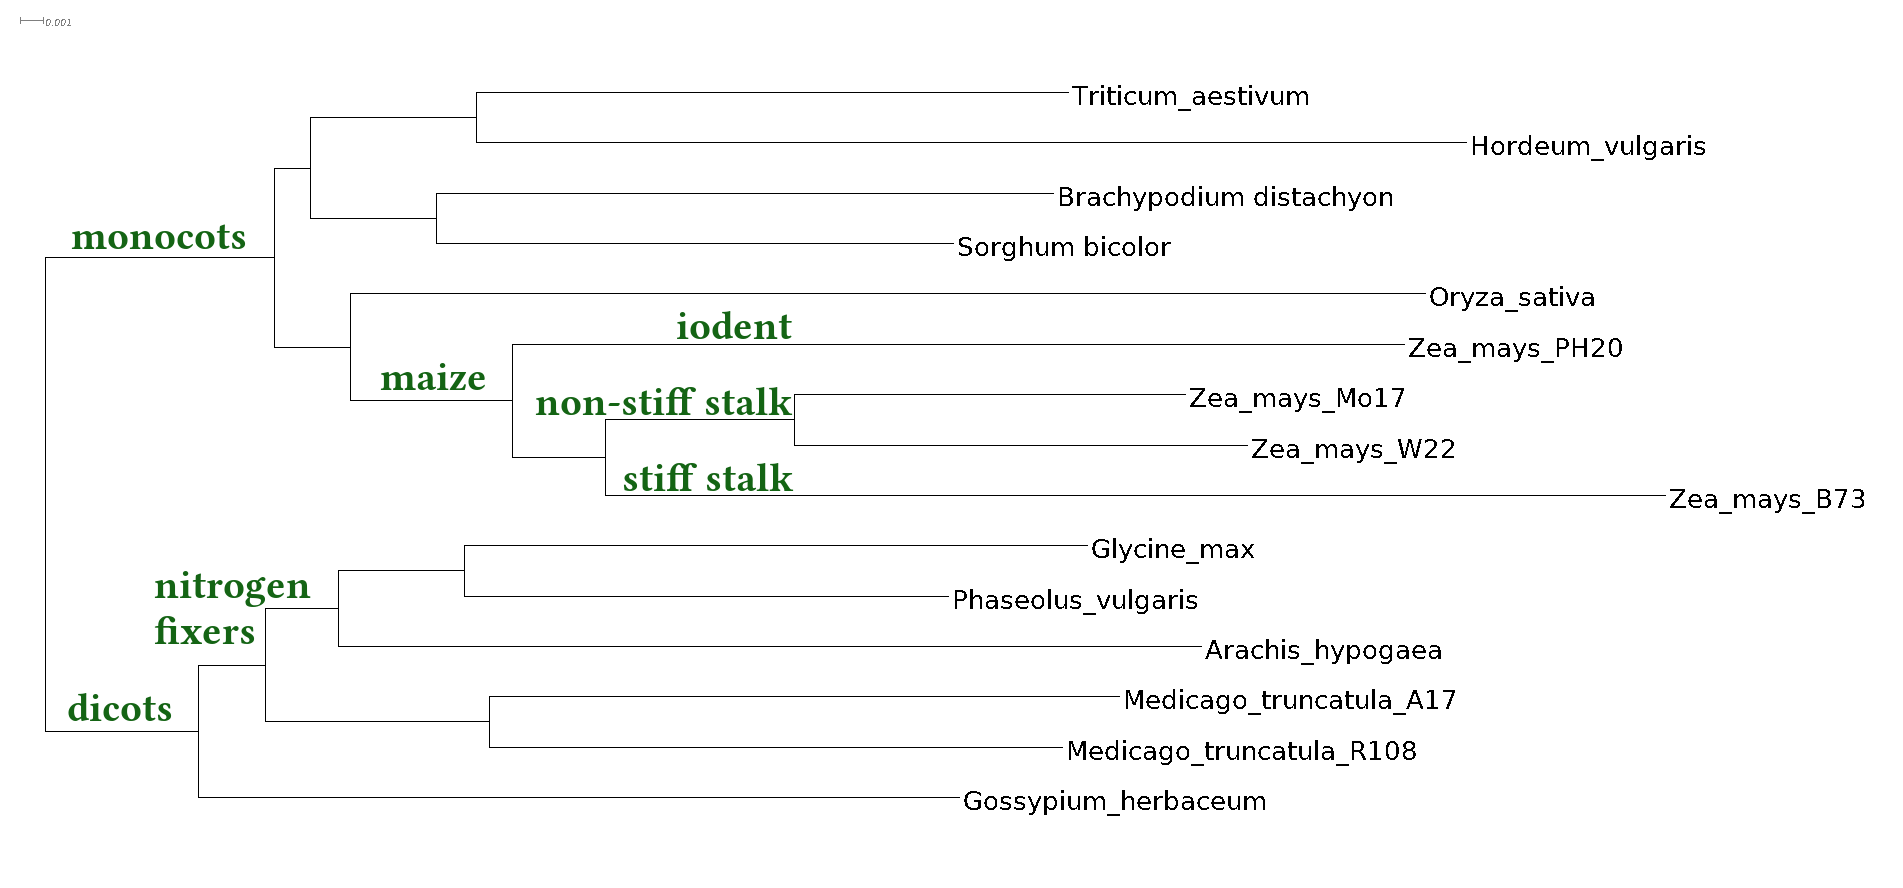 0.001
Triticum_aestivum
Hordeum_vulgaris
Brachypodium distachyon
monocots
Sorghum bicolor
Oryza_sativa
iodent
Zea_mays_PH20
maize
non-stiff stalk
Zea_mays_Mo17
Zea_mays_W22
stiff stalk
Zea_mays_B73
Glycine_max
nitrogen
fixers
Phaseolus_vulgaris
Arachis_hypogaea
dicots
Medicago_truncatula_A17
Medicago_truncatula_R108
Gossypium_herbaceum